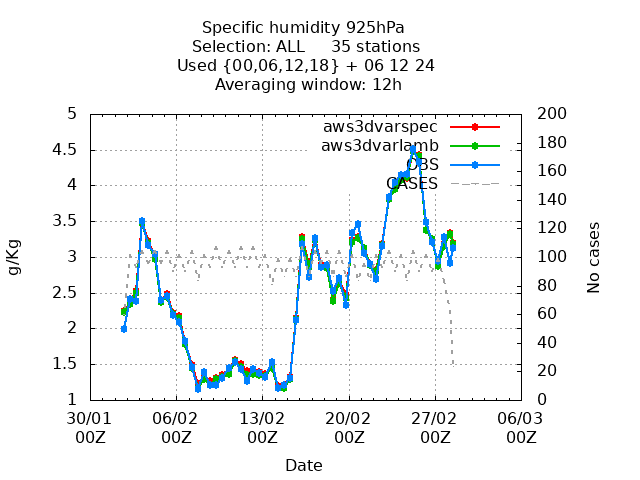 Specific humidity 925hPa
Selection: ALL 35 stations
Used {00,06,12,18} + 06 12 24
Averaging window: 12h
g/Kg
5
4.5
4
3.5
3
2.5
2
1.5
1
aws3dvarspec
aws3dvarlamb
OBS
CASES
200
180
160
140
120
100
80
60
40
20
0
No cases
30/01 06/02 13/02 20/02 27/02 06/03
00Z 00Z 00Z 00Z 00Z 00Z
Date